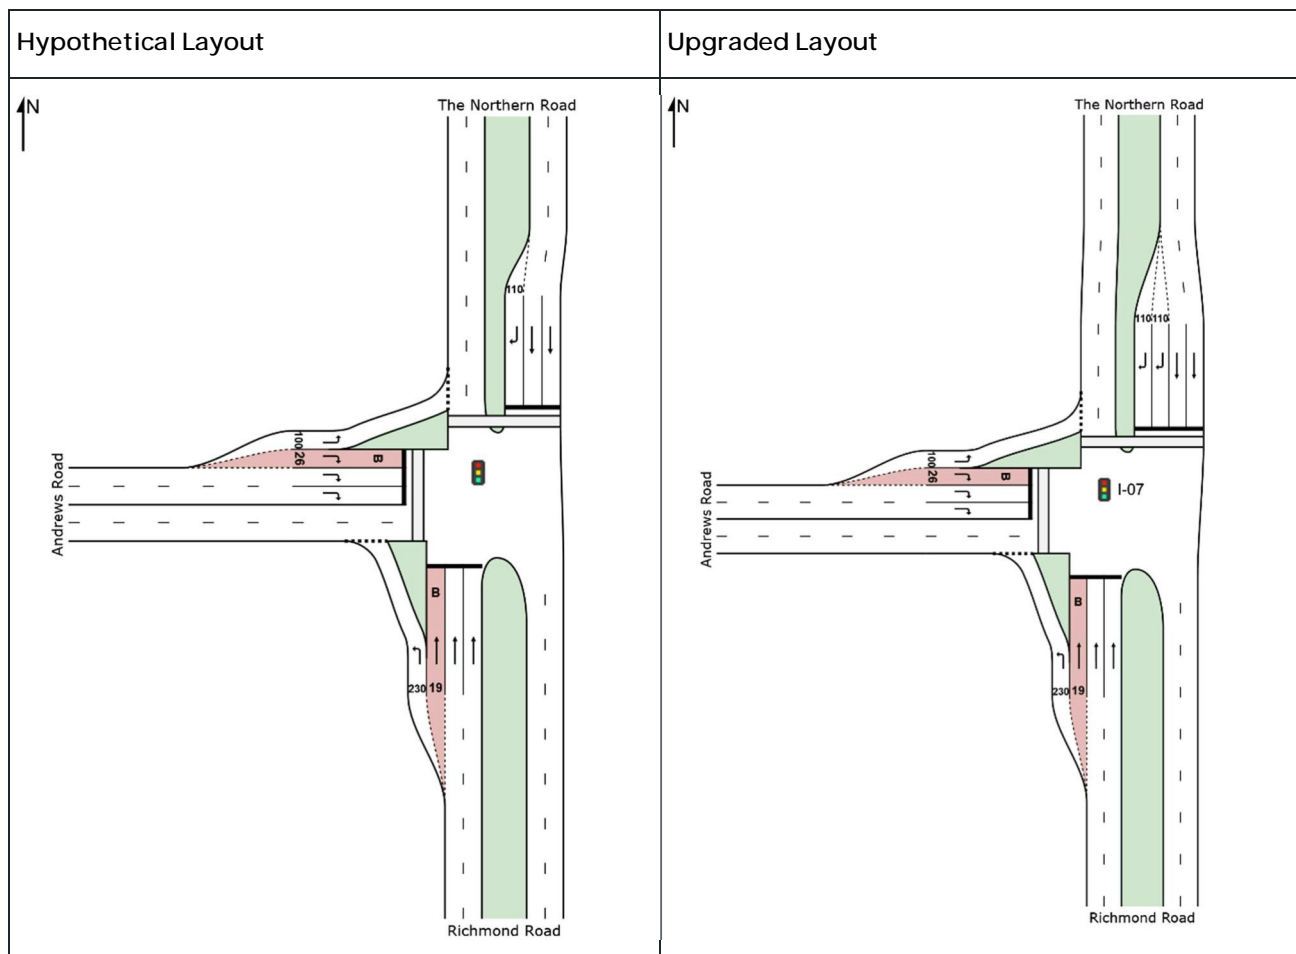 Hypothetical Layout
Upgraded Layout
N
The Northern Road
110
100
26
B
Andrews Road
B
230 19
Richmond Road
N
The Northern Road
110 110
100
26
B
I-07
Andrews Road
B
230 19
Richmond Road